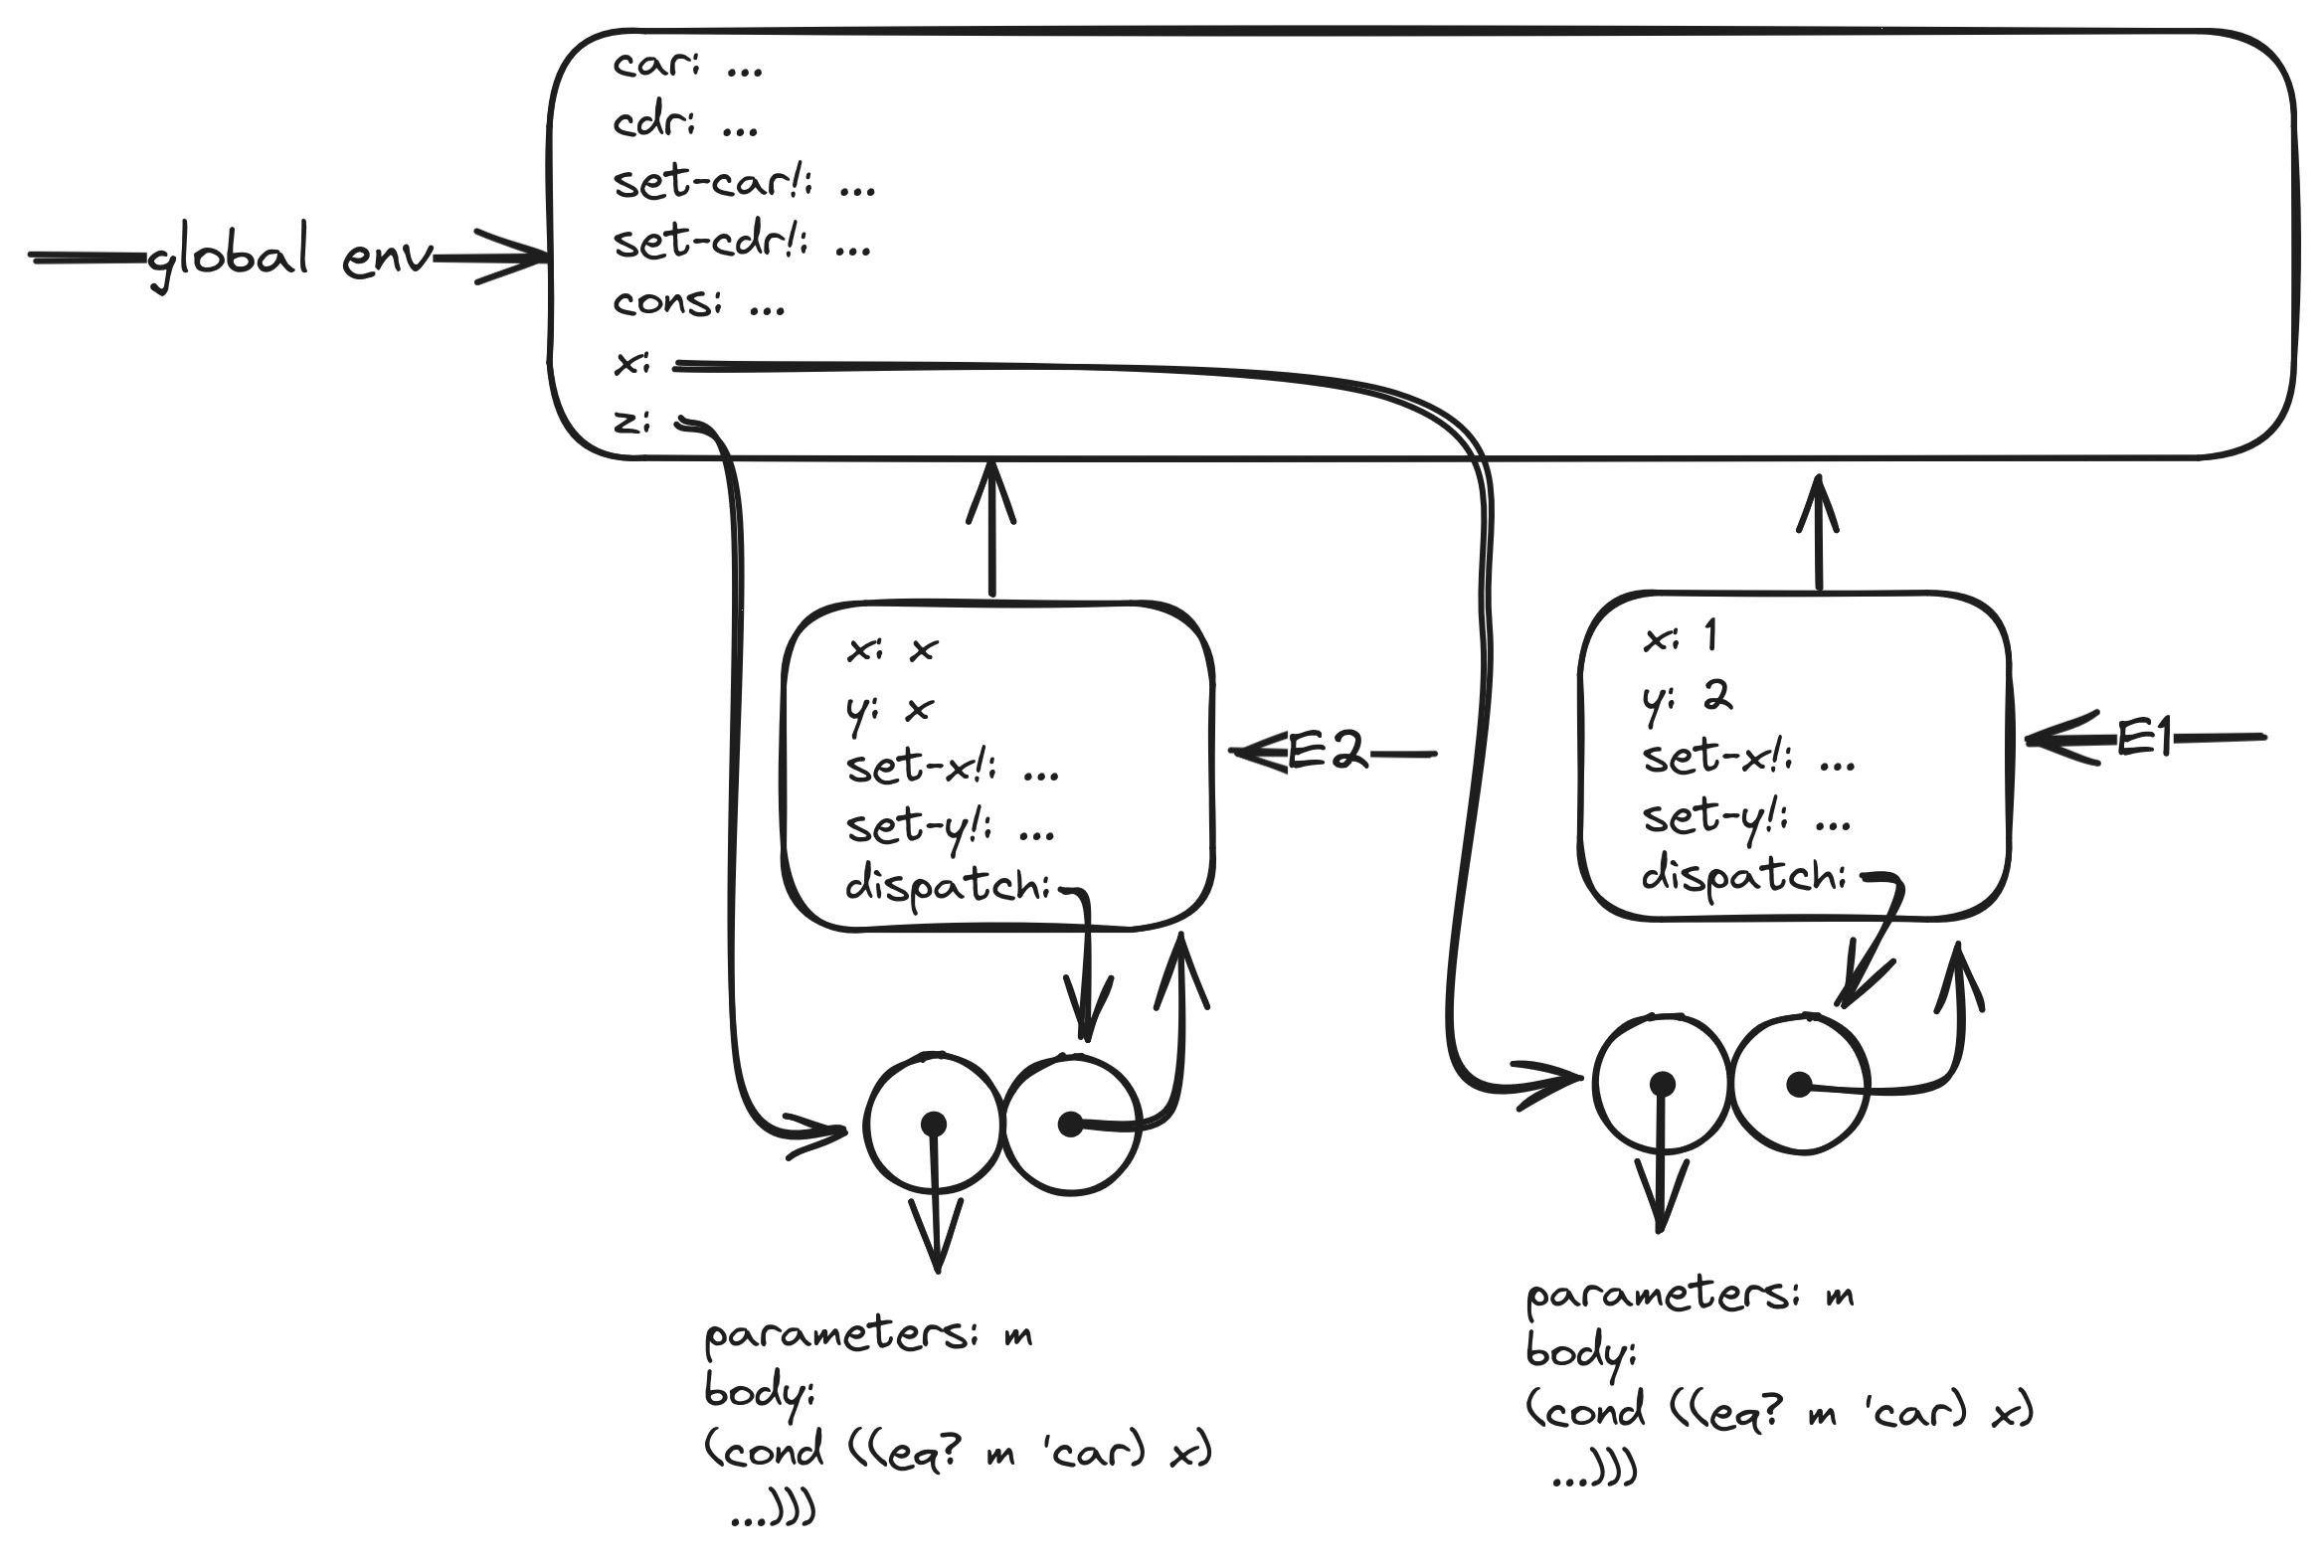 car: ...
cdr: ...
set-car!: ...
set-cdr!: ...
global env
cons: ...
x:
z:
x: x
y: x
set-x!: ...
set-y!: ...
dispatch:
E2
x: 1
y: 2
set-x!: ...
set-y!: ...
dispatch:
E1
parameters: m
body:
(cond ((eq? m 'car) x)
...)))
parameters: m
body:
(cond ((eq? m 'car) x)
...)))